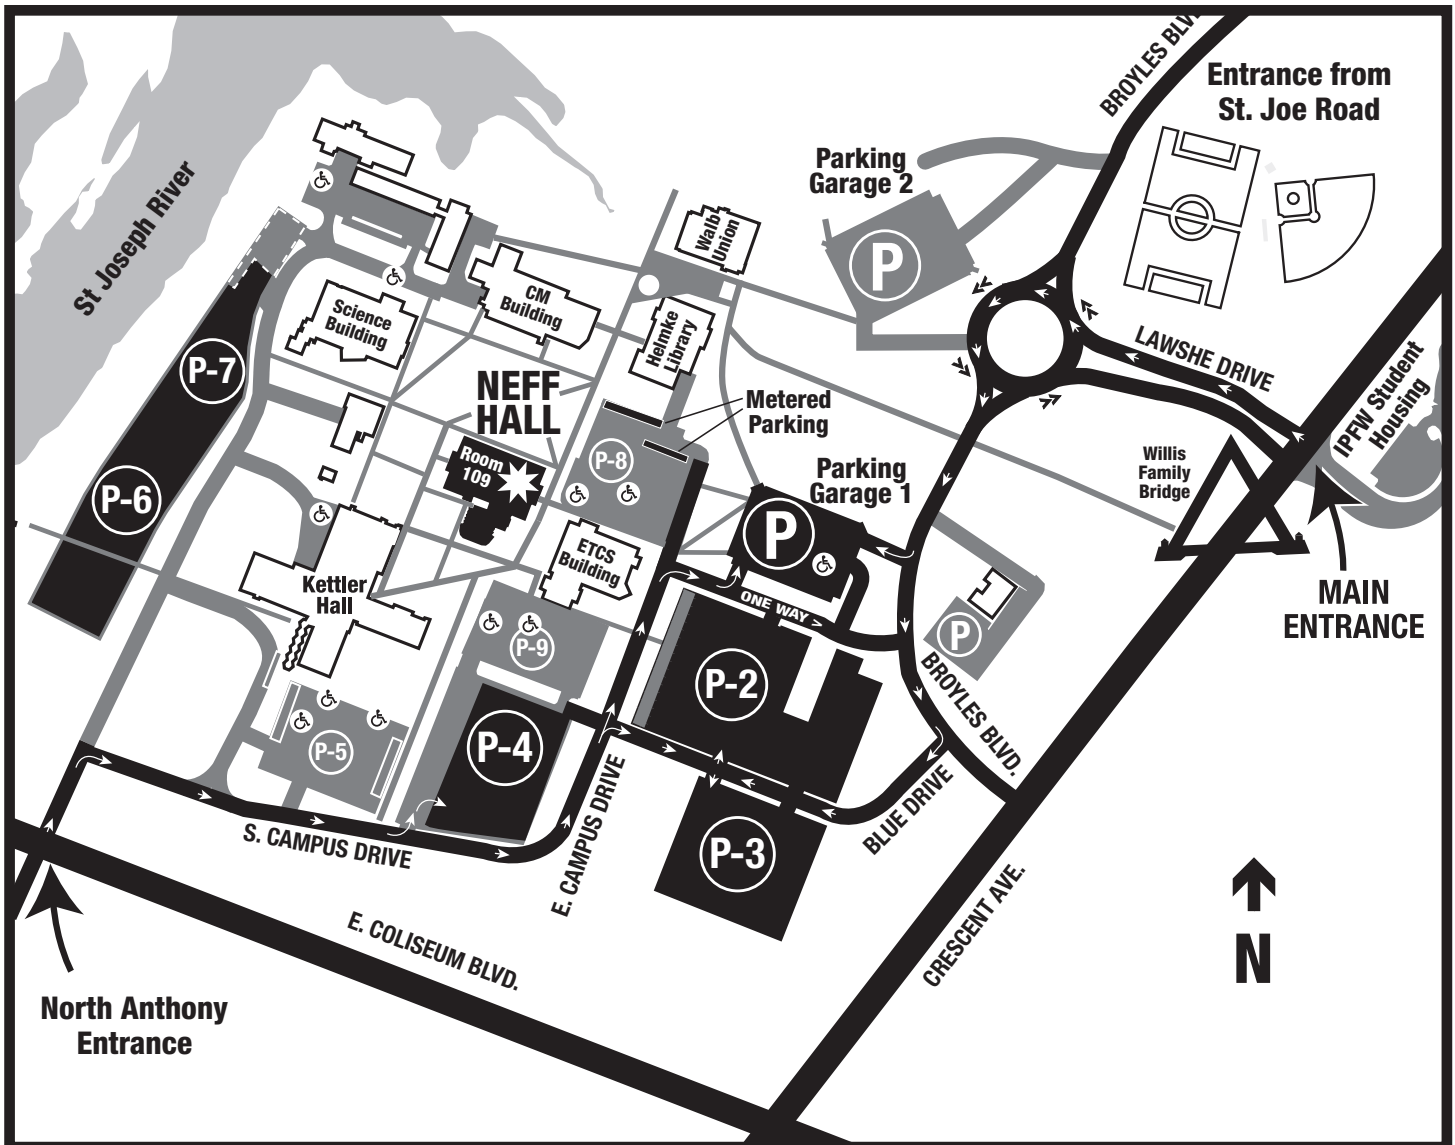 BROYLES BLVD.
Entrance from
St. Joe Road
Parking
Garage 2
P
St Joseph River
Walb
Union
CM
Building
Science
Building
Helmke
Library
LAWSHE DRIVE
IPFW Student
Housing
P-7
NEFF
HALL
Metered
Parking
Room
109
P-8
Parking
Garage 1
Willis
Family
Bridge
P-6
P
ETCS
Building
Kettler
Hall
MAIN
ENTRANCE
ONE WAY >
P
P-9
P-2
BROYLES BLVD.
P-5
P-4
E. CAMPUS DRIVE
BLUE DRIVE
S. CAMPUS DRIVE
P-3
CRESCENT AVE.
E. COLISEUM BLVD.
N
North Anthony
Entrance